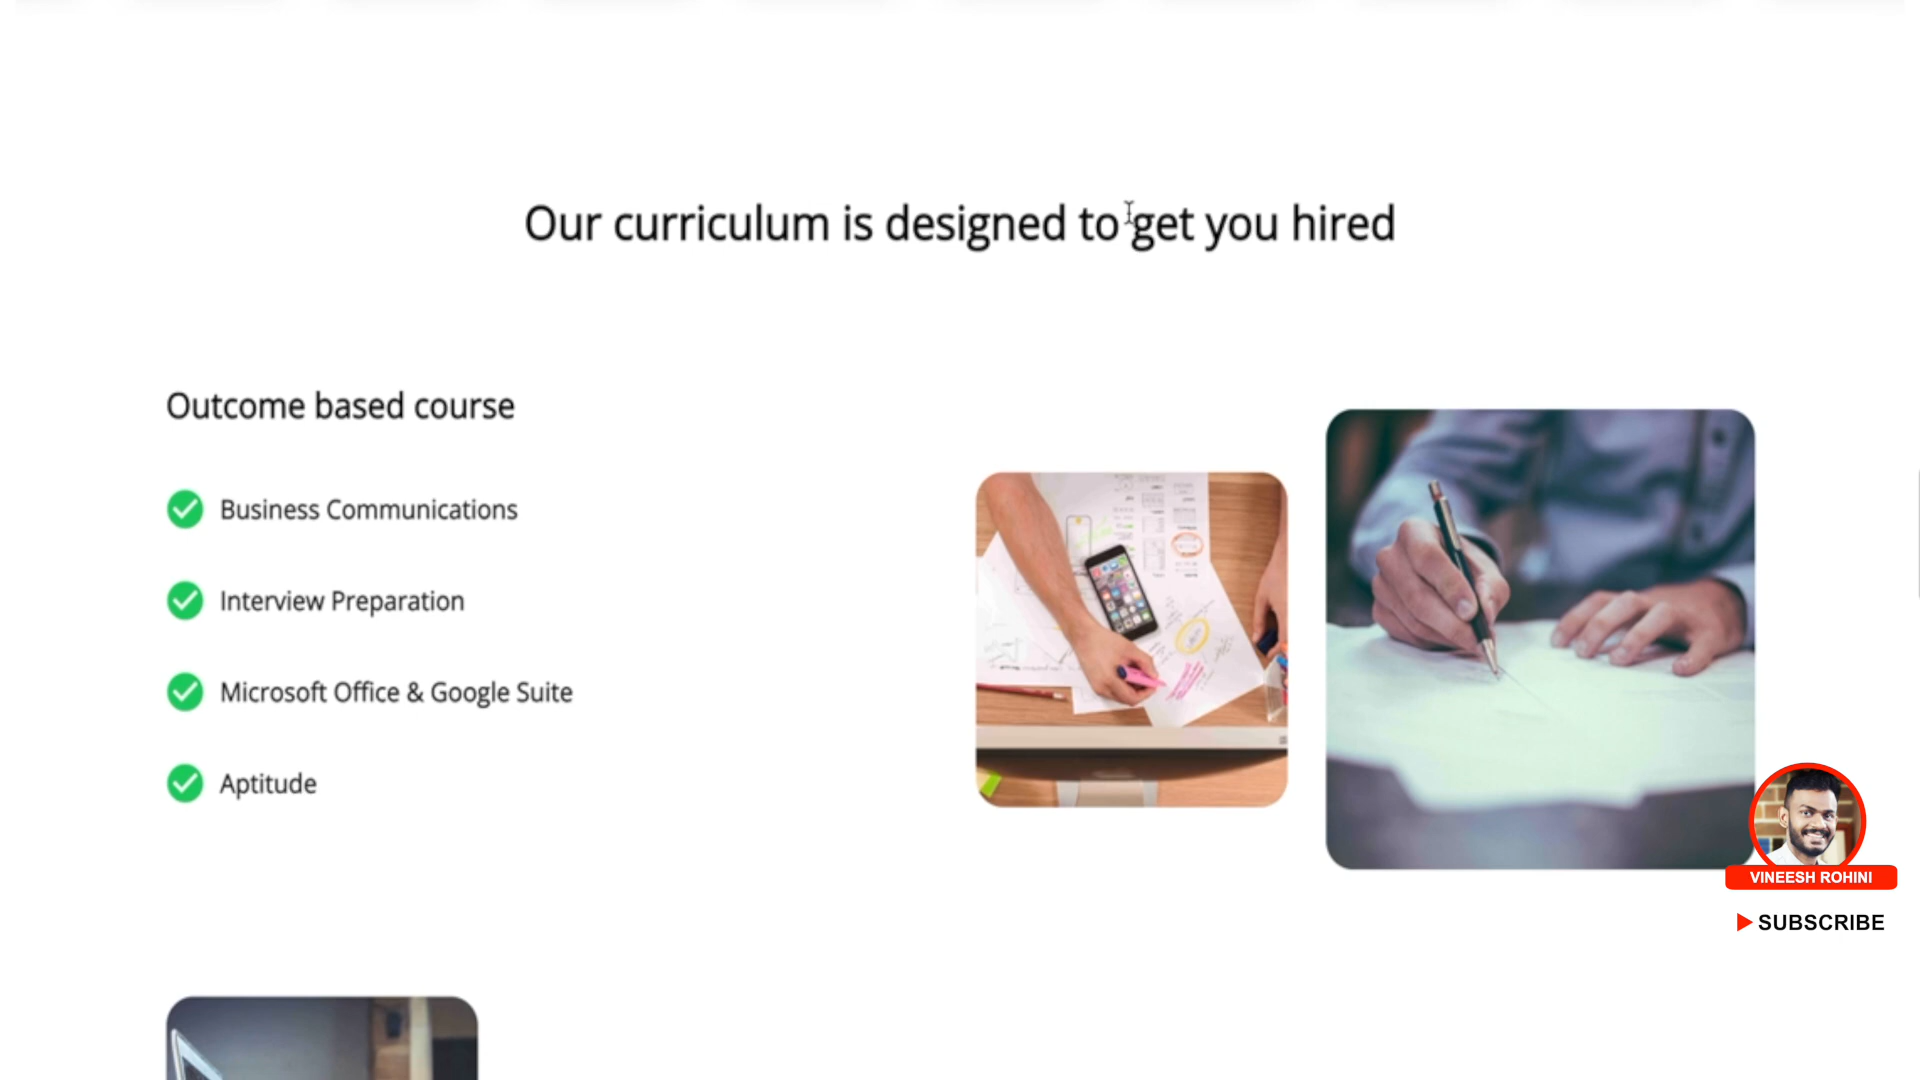 Our curriculum is designed to get you hired
Outcome based course
Business Communications
Interview Preparation
Microsoft Office & Google Suite
Aptitude
VINEESH ROHINI
SUBSCRIBE